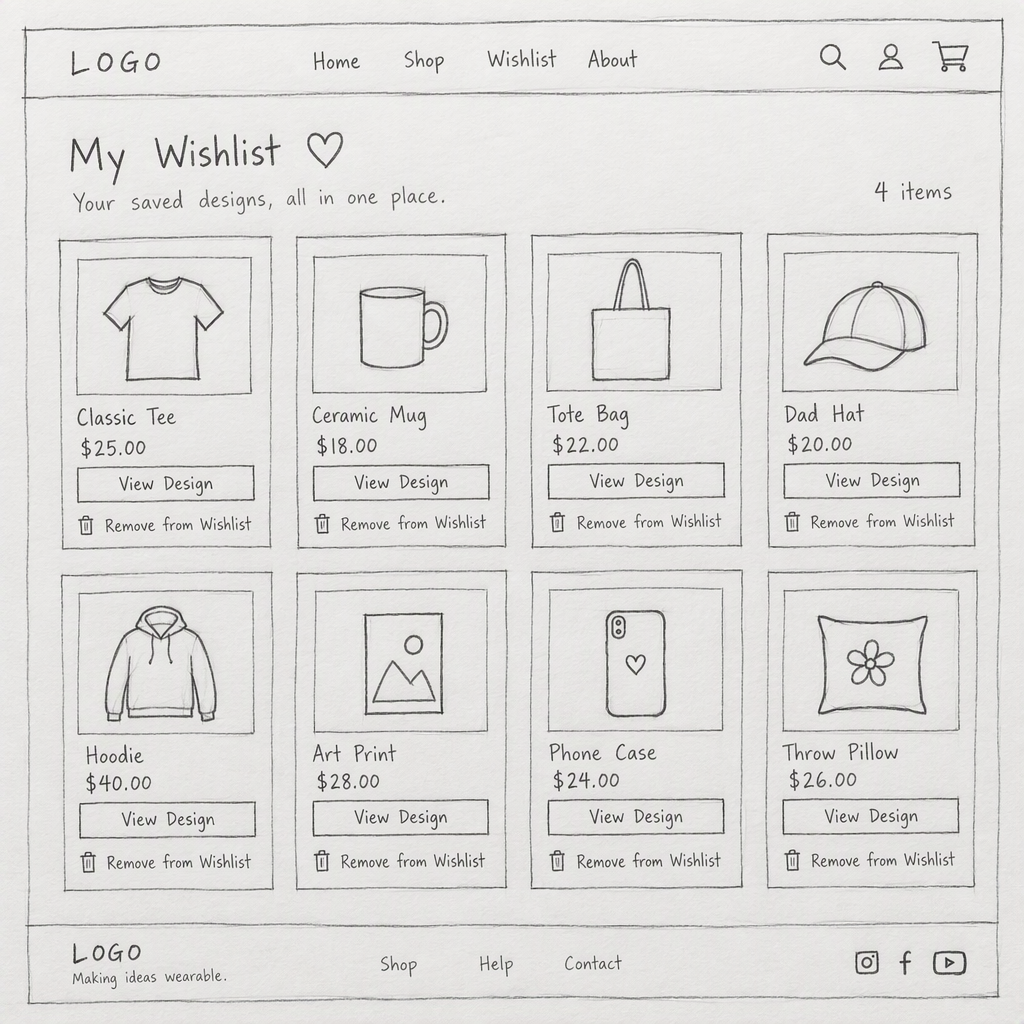 LOGO Home Shop Wishlist About
My Wishlist
Your saved designs, all in one place.
4 items
Classic Tee
$25.00
View Design
Remove from Wishlist
Ceramic Mug
$18.00
View Design
Remove from Wishlist
Tote Bag
$22.00
View Design
Remove from Wishlist
Dad Hat
$20.00
View Design
Remove from Wishlist
Hoodie
$40.00
View Design
Remove from Wishlist
Art Print
$28.00
View Design
Remove from Wishlist
Phone Case
$24.00
View Design
Remove from Wishlist
Throw Pillow
$26.00
View Design
Remove from Wishlist
LOGO
Making ideas wearable.
Shop Help Contact